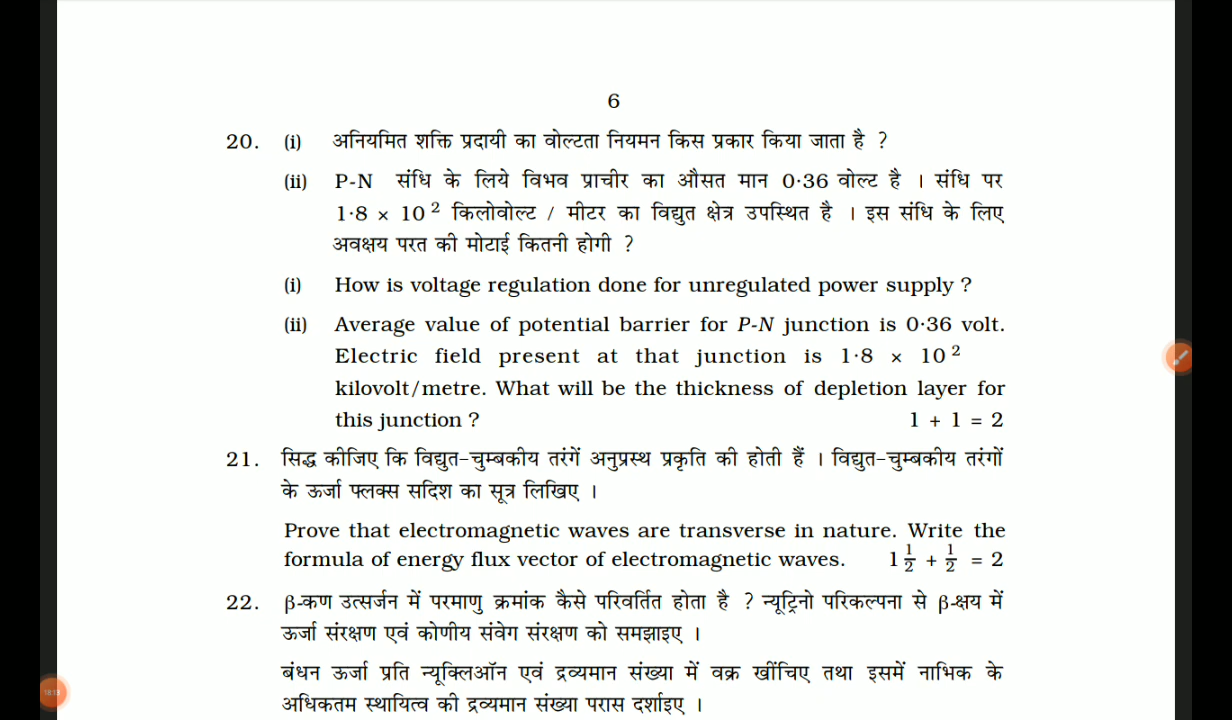 6
20. (i) अनियमित शक्ति प्रदायी का वोल्टता नियमन किस प्रकार किया जाता है ?
(ii) P-N संधि के लिये विभव प्राचीर का औसत मान 0·36 वोल्ट है । संधि पर
1·8 × 10² किलोवोल्ट / मीटर का विद्युत क्षेत्र उपस्थित है । इस संधि के लिए
अवक्षय परत की मोटाई कितनी होगी ?
(i) How is voltage regulation done for unregulated power supply ?
(ii) Average value of potential barrier for P-N junction is 0·36 volt.
Electric field present at that junction is 1·8 × 10²
kilovolt/metre. What will be the thickness of depletion layer for
this junction ? 1 + 1 = 2
21. सिद्ध कीजिए कि विद्युत-चुम्बकीय तरंगें अनुप्रस्थ प्रकृति की होती हैं । विद्युत-चुम्बकीय तरंगों
के ऊर्जा फ्लक्स सदिश का सूत्र लिखिए ।
Prove that electromagnetic waves are transverse in nature. Write the
formula of energy flux vector of electromagnetic waves. 1 1/2 + 1/2 = 2
22. β-कण उत्सर्जन में परमाणु क्रमांक कैसे परिवर्तित होता है ? न्यूट्रिनो परिकल्पना से β-क्षय में
ऊर्जा संरक्षण एवं कोणीय संवेग संरक्षण को समझाइए ।
बंधन ऊर्जा प्रति न्यूक्लिऑन एवं द्रव्यमान संख्या में वक्र खींचिए तथा इसमें नाभिक के
अधिकतम स्थायित्व की द्रव्यमान संख्या परास दर्शाइए ।
18:13